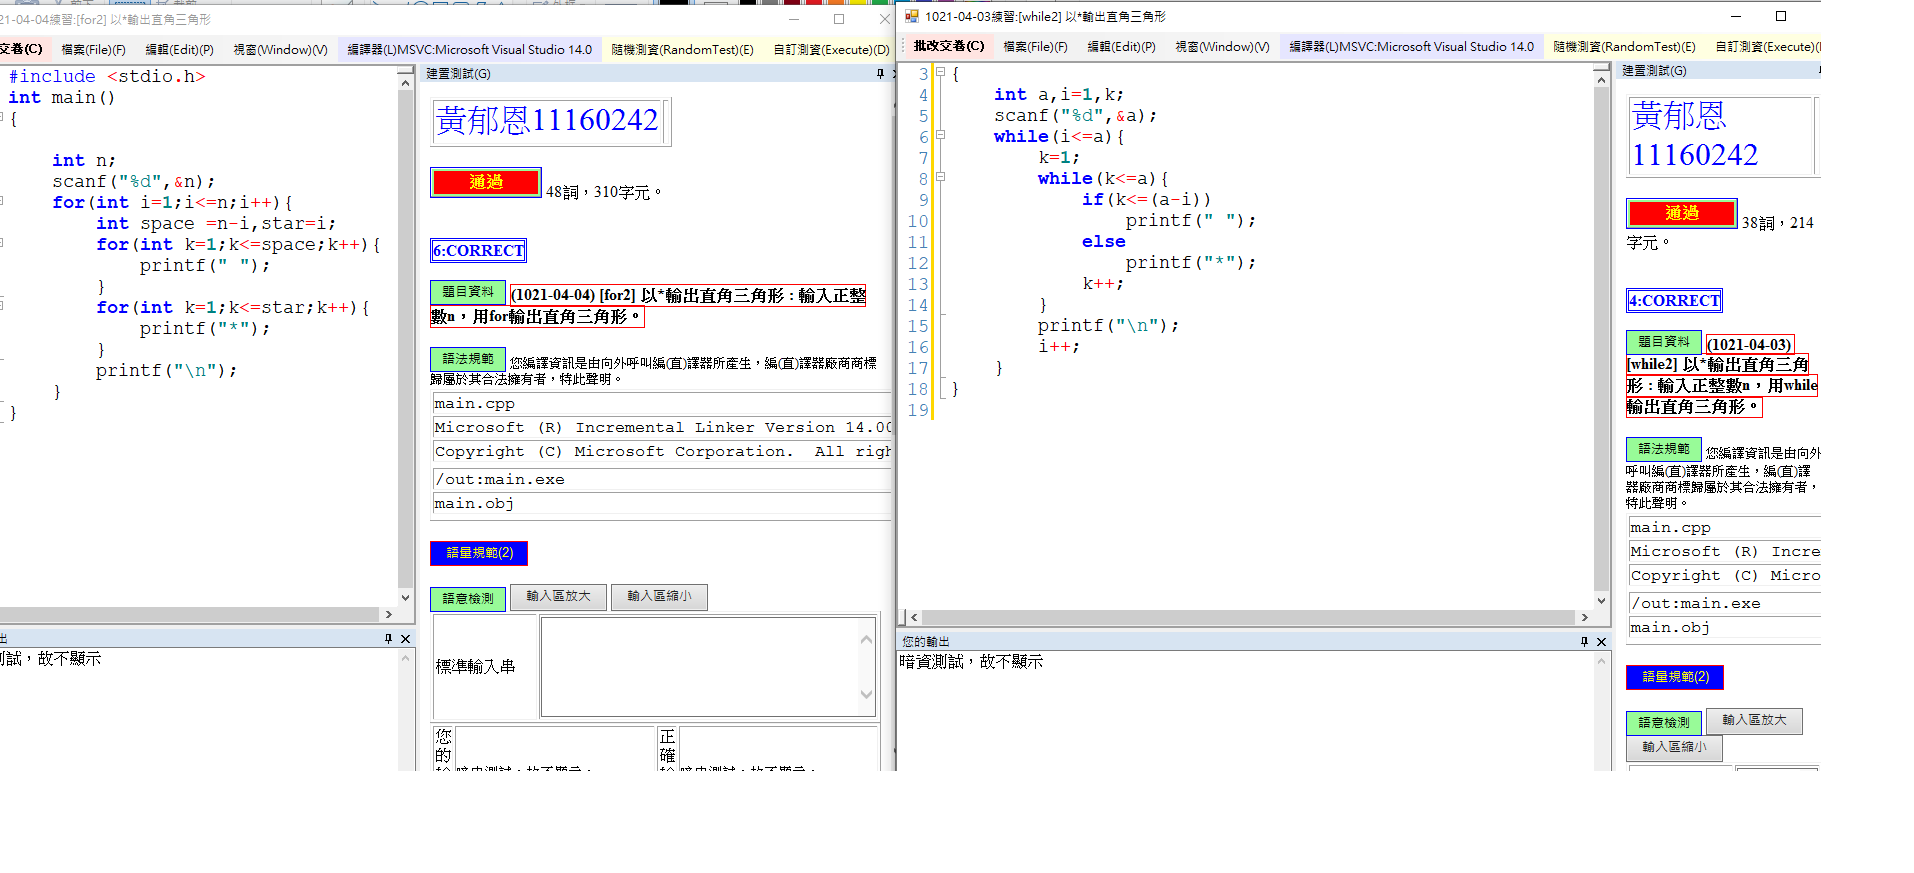 21-04-04練習:[for2] 以*輸出直角三角形
交卷(C) 檔案(File)(F) 編輯(Edit)(P) 視窗(Window)(V) 編譯器(L)MSVC:Microsoft Visual Studio 14.0 隨機測資(RandomTest)(E) 自訂測資(Execute)(D)
#include <stdio.h>
int main()
{
int n;
scanf("%d",&n);
for(int i=1;i<=n;i++){
int space =n-i,star=i;
for(int k=1;k<=space;k++){
printf(" ");
}
for(int k=1;k<=star;k++){
printf("*");
}
printf("\n");
}
}
出
測試，故不顯示
建置測試(G)
黃郁恩11160242
通過 48詞，310字元。
6:CORRECT
題目資料 (1021-04-04) [for2] 以*輸出直角三角形：輸入正整
數n，用for輸出直角三角形。
語法規範 您編譯資訊是由向外呼叫編(直)譯器所產生，編(直)譯器廠商商標
歸屬於其合法擁有者，特此聲明。
main.cpp
Microsoft (R) Incremental Linker Version 14.00
Copyright (C) Microsoft Corporation. All righ
/out:main.exe
main.obj
語量規範(2)
語意檢測 輸入區放大 輸入區縮小
標準輸入串
您的
正確
1021-04-03練習:[while2] 以*輸出直角三角形
批改交卷(C) 檔案(File)(F) 編輯(Edit)(P) 視窗(Window)(V) 編譯器(L)MSVC:Microsoft Visual Studio 14.0 隨機測資(RandomTest)(E) 自訂測資(Execute)(
3 {
4 int a,i=1,k;
5 scanf("%d",&a);
6 while(i<=a){
7 k=1;
8 while(k<=a){
9 if(k<=(a-i))
10 printf(" ");
11 else
12 printf("*");
13 k++;
14 }
15 printf("\n");
16 i++;
17 }
18 }
19
您的輸出
暗資測試，故不顯示
建置測試(G)
黃郁恩
11160242
通過 38詞，214
字元。
4:CORRECT
題目資料 (1021-04-03)
[while2] 以*輸出直角三角
形：輸入正整數n，用while
輸出直角三角形。
語法規範 您編譯資訊是由向外
呼叫編(直)譯器所產生，編(直)譯
器廠商商標歸屬於其合法擁有者，
特此聲明。
main.cpp
Microsoft (R) Incre
Copyright (C) Micro
/out:main.exe
main.obj
語量規範(2)
語意檢測 輸入區放大
輸入區縮小